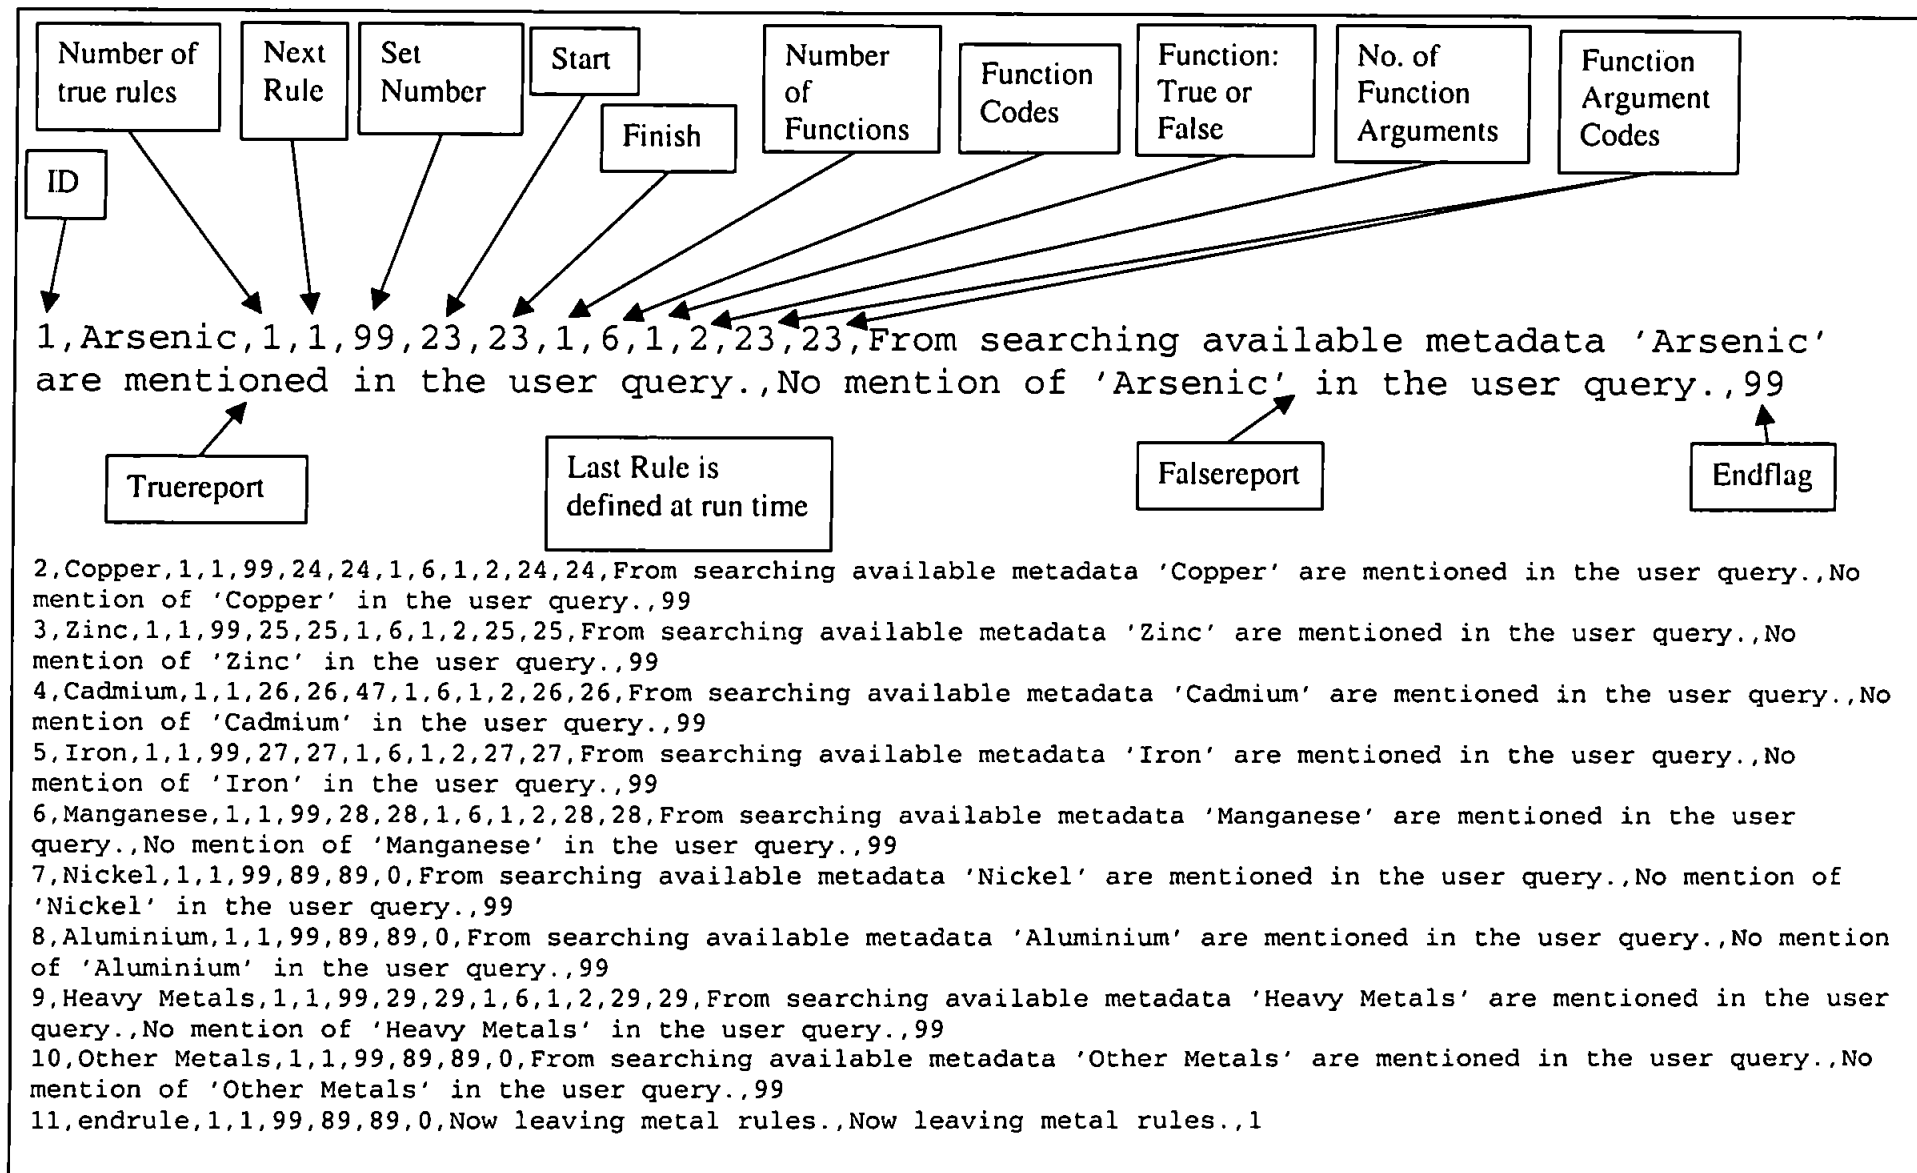 Number of
true rules
Next
Rule
Set
Number
Start
Finish
Number
of
Functions
Function
Codes
Function:
True or
False
No. of
Function
Arguments
Function
Argument
Codes
ID
1,Arsenic,1,1,99,23,23,1,6,1,2,23,23,From searching available metadata 'Arsenic'
are mentioned in the user query.,No mention of 'Arsenic' in the user query.,99
Truereport
Last Rule is
defined at run time
Falsereport
Endflag
2,Copper,1,1,99,24,24,1,6,1,2,24,24,From searching available metadata 'Copper' are mentioned in the user query.,No
mention of 'Copper' in the user query.,99
3,Zinc,1,1,99,25,25,1,6,1,2,25,25,From searching available metadata 'Zinc' are mentioned in the user query.,No
mention of 'Zinc' in the user query.,99
4,Cadmium,1,1,26,26,47,1,6,1,2,26,26,From searching available metadata 'Cadmium' are mentioned in the user query.,No
mention of 'Cadmium' in the user query.,99
5,Iron,1,1,99,27,27,1,6,1,2,27,27,From searching available metadata 'Iron' are mentioned in the user query.,No
mention of 'Iron' in the user query.,99
6,Manganese,1,1,99,28,28,1,6,1,2,28,28,From searching available metadata 'Manganese' are mentioned in the user
query.,No mention of 'Manganese' in the user query.,99
7,Nickel,1,1,99,89,89,0,From searching available metadata 'Nickel' are mentioned in the user query.,No mention of
'Nickel' in the user query.,99
8,Aluminium,1,1,99,89,89,0,From searching available metadata 'Aluminium' are mentioned in the user query.,No mention
of 'Aluminium' in the user query.,99
9,Heavy Metals,1,1,99,29,29,1,6,1,2,29,29,From searching available metadata 'Heavy Metals' are mentioned in the user
query.,No mention of 'Heavy Metals' in the user query.,99
10,Other Metals,1,1,99,89,89,0,From searching available metadata 'Other Metals' are mentioned in the user query.,No
mention of 'Other Metals' in the user query.,99
11,endrule,1,1,99,89,89,0,Now leaving metal rules.,Now leaving metal rules.,1